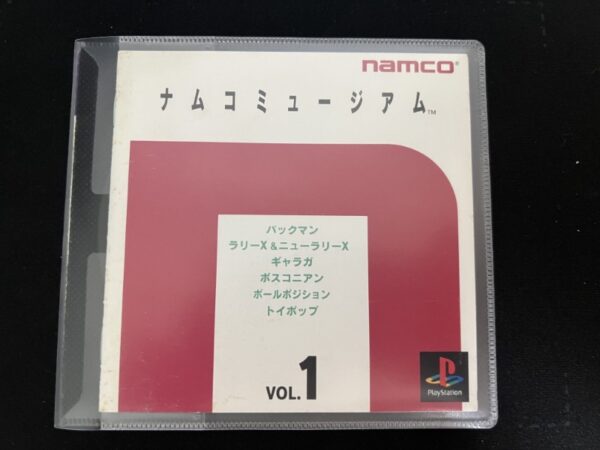 namco®
ナムコミュージアム™
パックマン
ラリーX&ニューラリーX
ギャラガ
ボスコニアン
ポールポジション
トイポップ
VOL.1
PlayStation